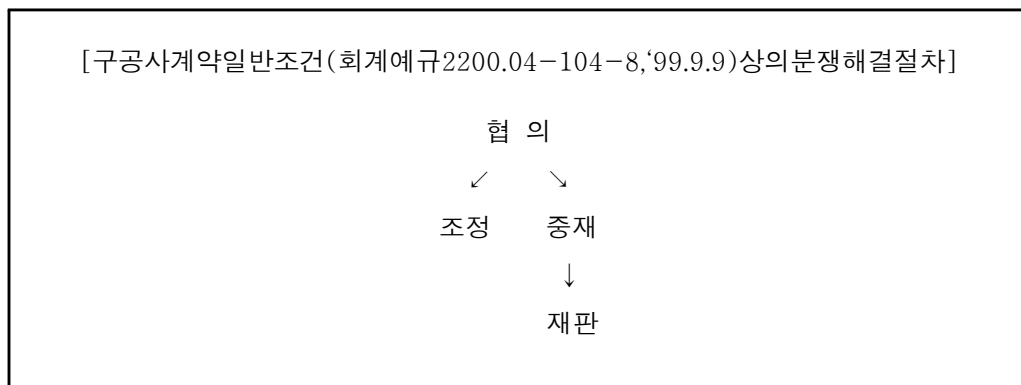 [구공사계약일반조건(회계예규2200.04-104-8,‘99.9.9)상의분쟁해결절차]
협 의
↙ ↘
조정 중재
↓
재판